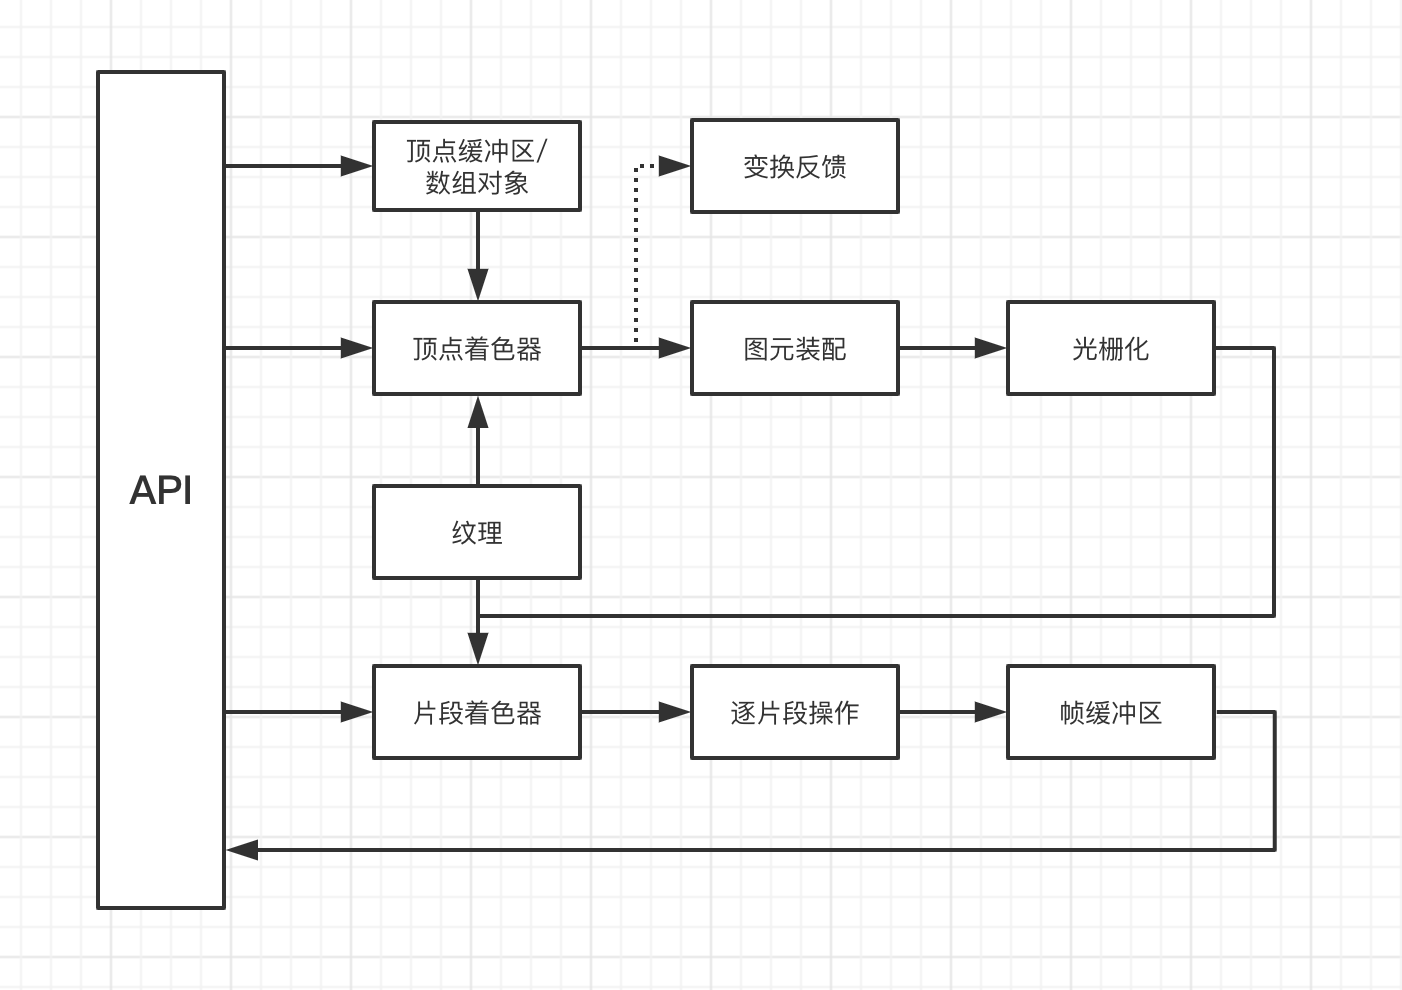 顶点缓冲区/
数组对象
变换反馈
顶点着色器
图元装配
光栅化
API
纹理
片段着色器
逐片段操作
帧缓冲区